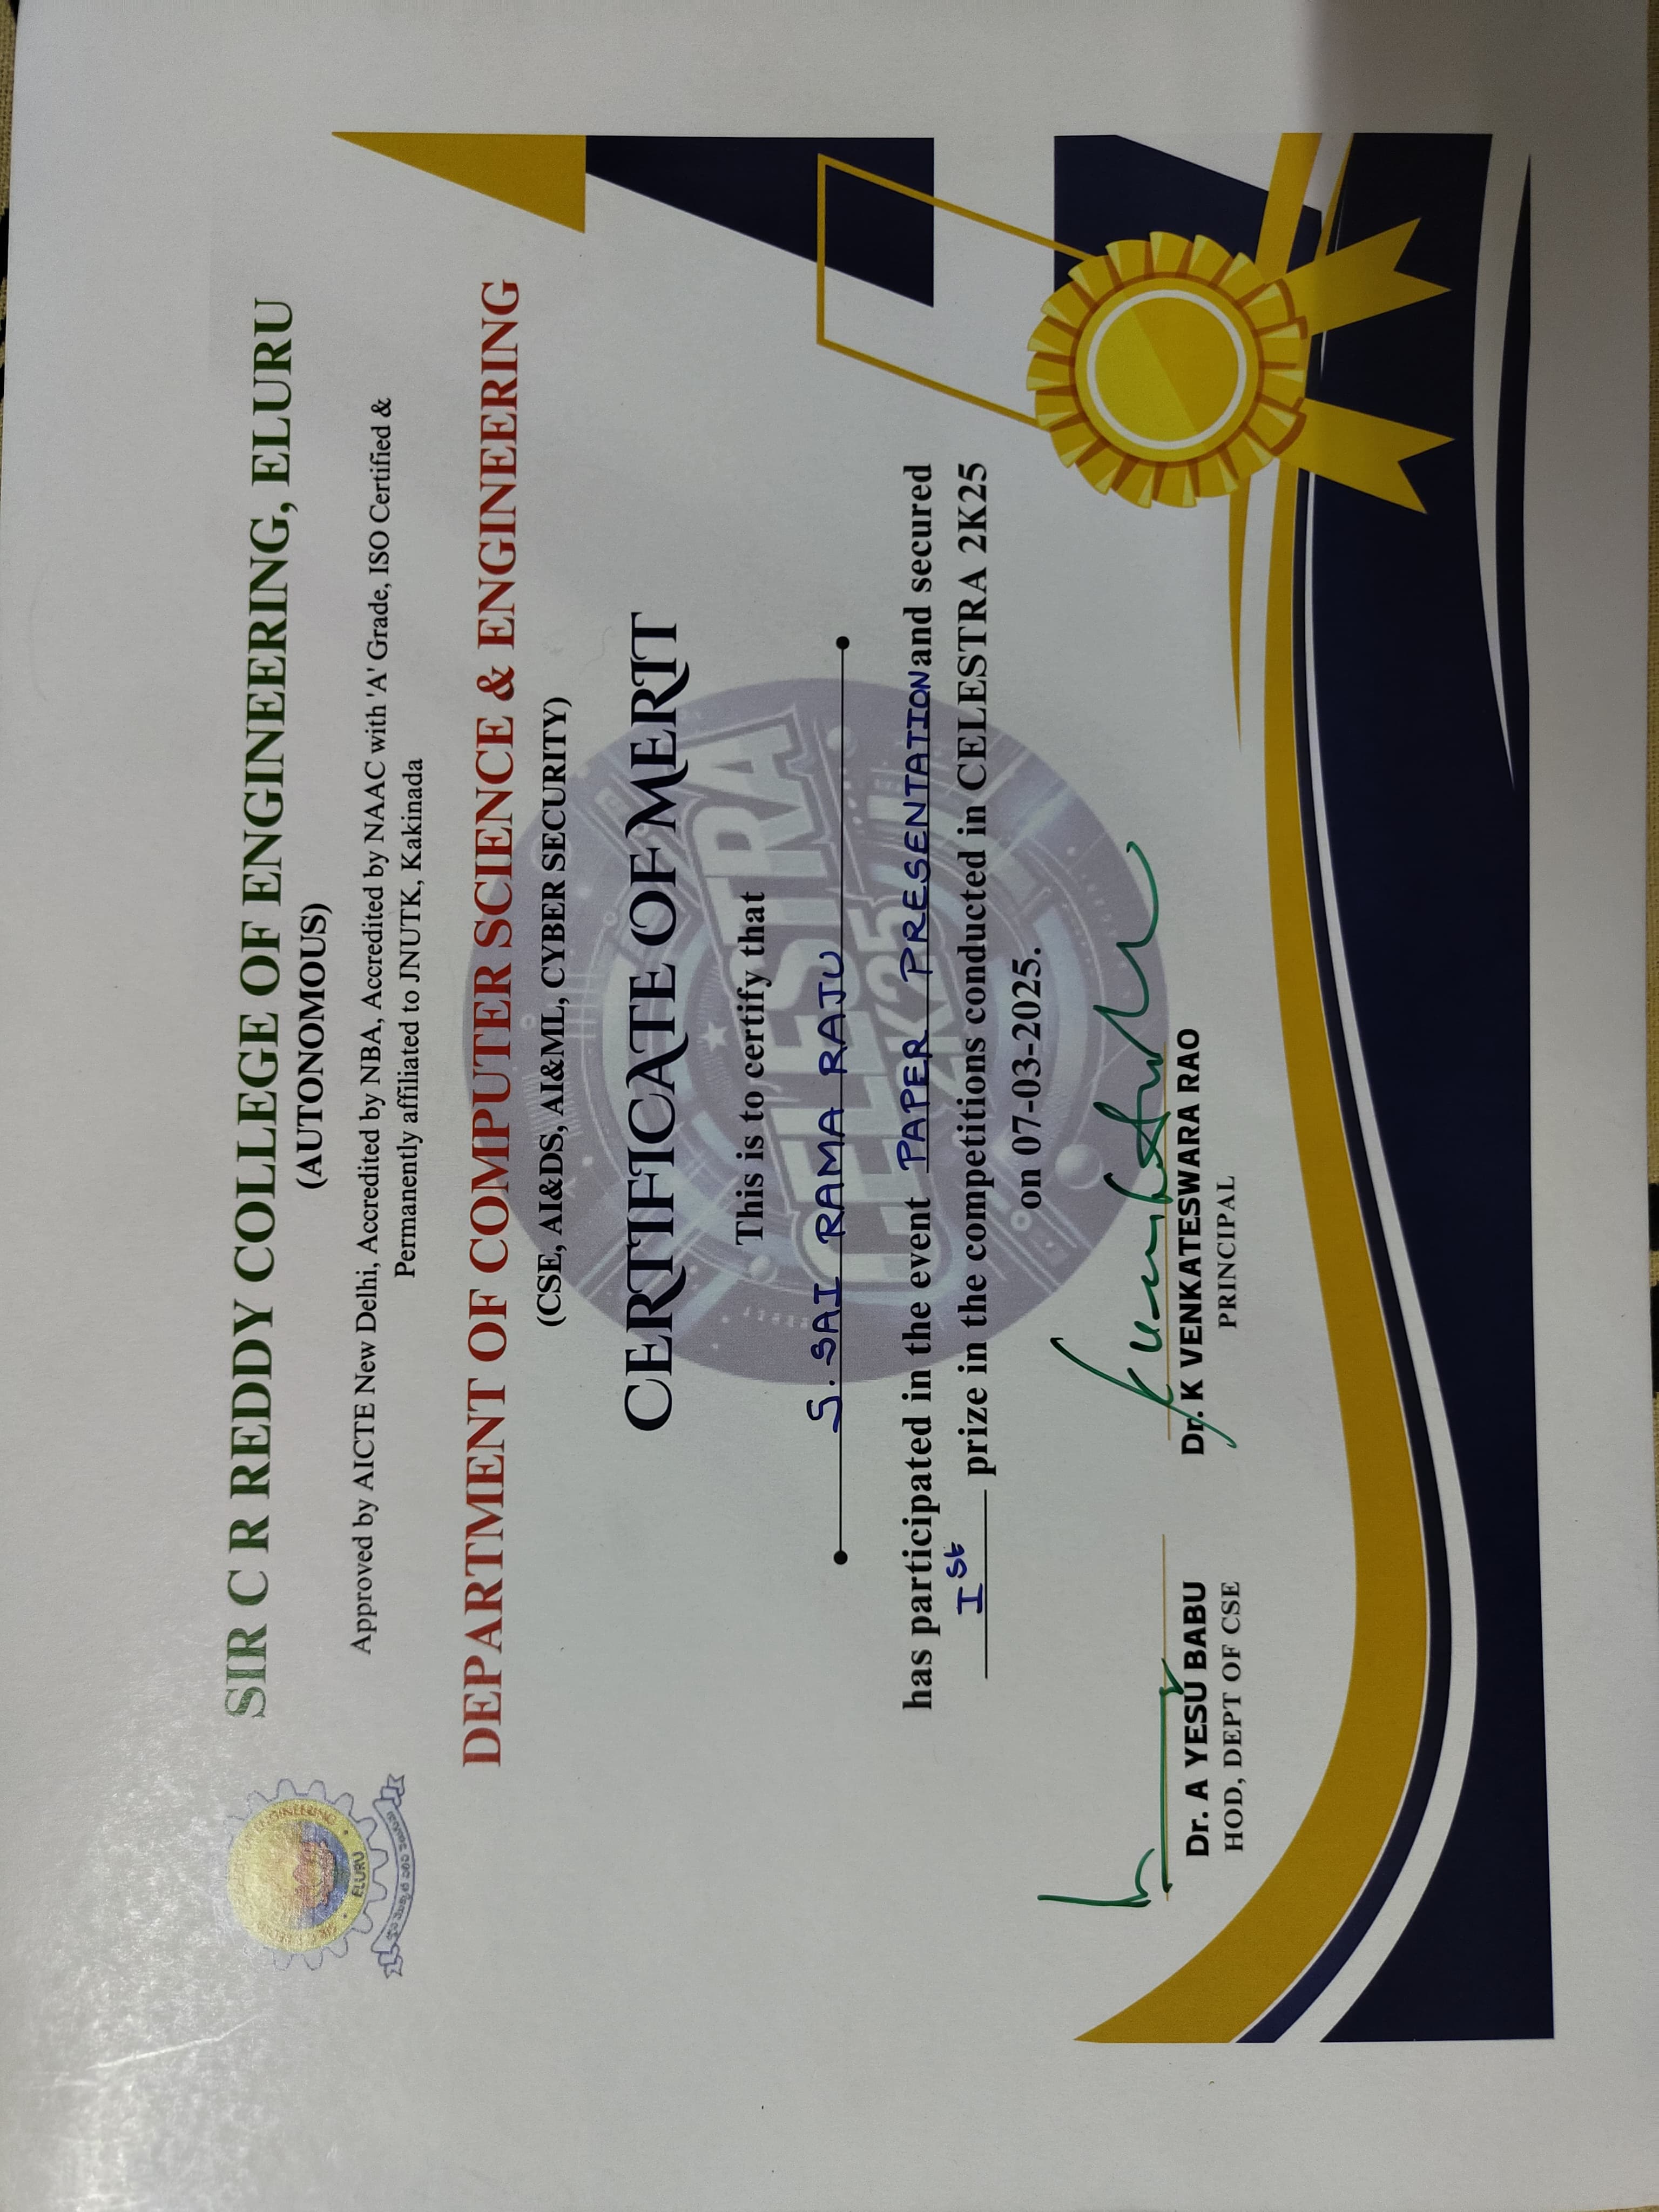 SIR C R REDDY COLLEGE OF ENGINEERING, ELURU
(AUTONOMOUS)
Approved by AICTE New Delhi, Accredited by NBA, Accredited by NAAC with 'A' Grade, ISO Certified &
Permanently affiliated to JNUTK, Kakinada
DEPARTMENT OF COMPUTER SCIENCE & ENGINEERING
(CSE, AI&DS, AI&ML, CYBER SECURITY)
CERTIFICATE OF MERIT
This is to certify that
S. SAI RAMA RAJU
has participated in the event PAPER PRESENTATION and secured
Ist prize in the competitions conducted in CELESTRA 2K25
on 07-03-2025.
CELESTRA
2K25
Dr. A YESU BABU
HOD, DEPT OF CSE
Dr. K VENKATESWARA RAO
PRINCIPAL
ELURU